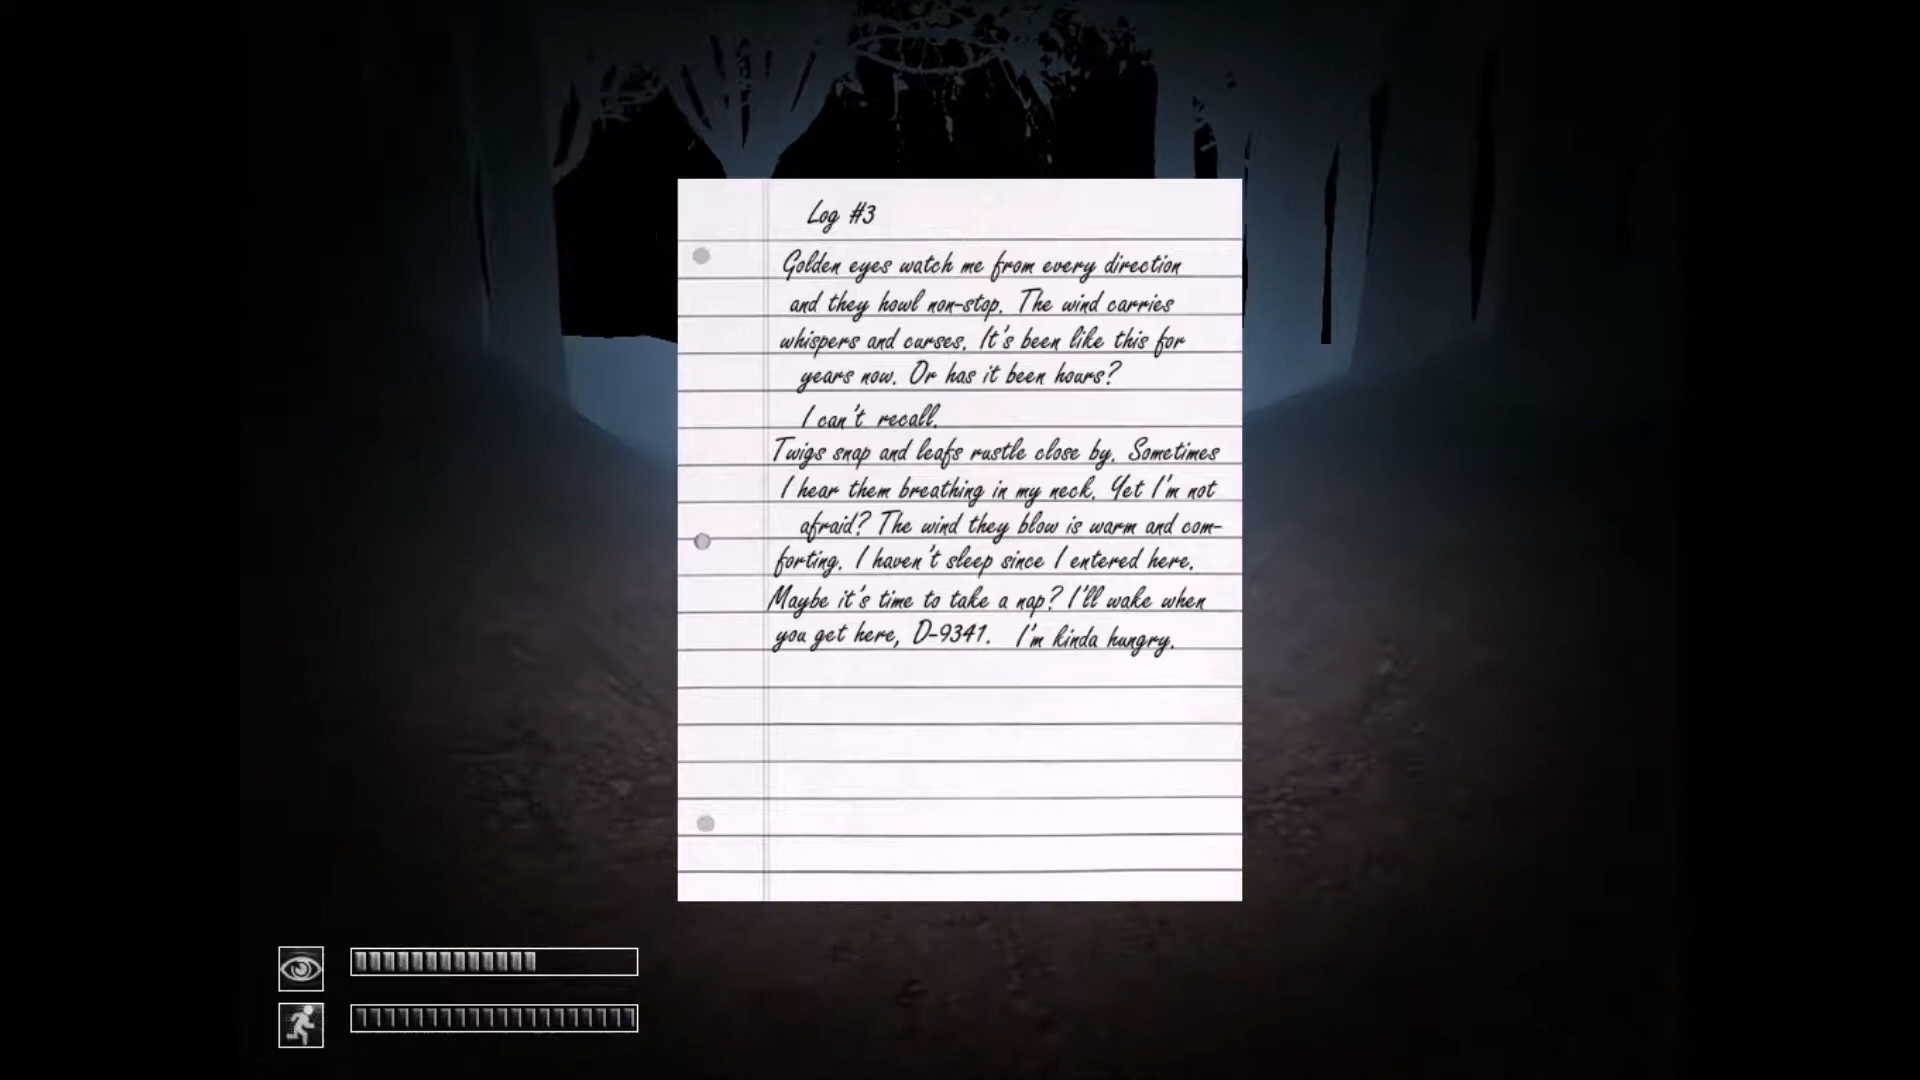 Log #3
Golden eyes watch me from every direction
and they howl non-stop. The wind carries
whispers and curses. It's been like this for
years now. Or has it been hours?
I can't recall.
Twigs snap and leafs rustle close by. Sometimes
I hear them breathing in my neck. Yet I'm not
afraid? The wind they blow is warm and com-
forting. I haven't sleep since I entered here.
Maybe it's time to take a nap? I'll wake when
you get here, D-9341. I'm kinda hungry.